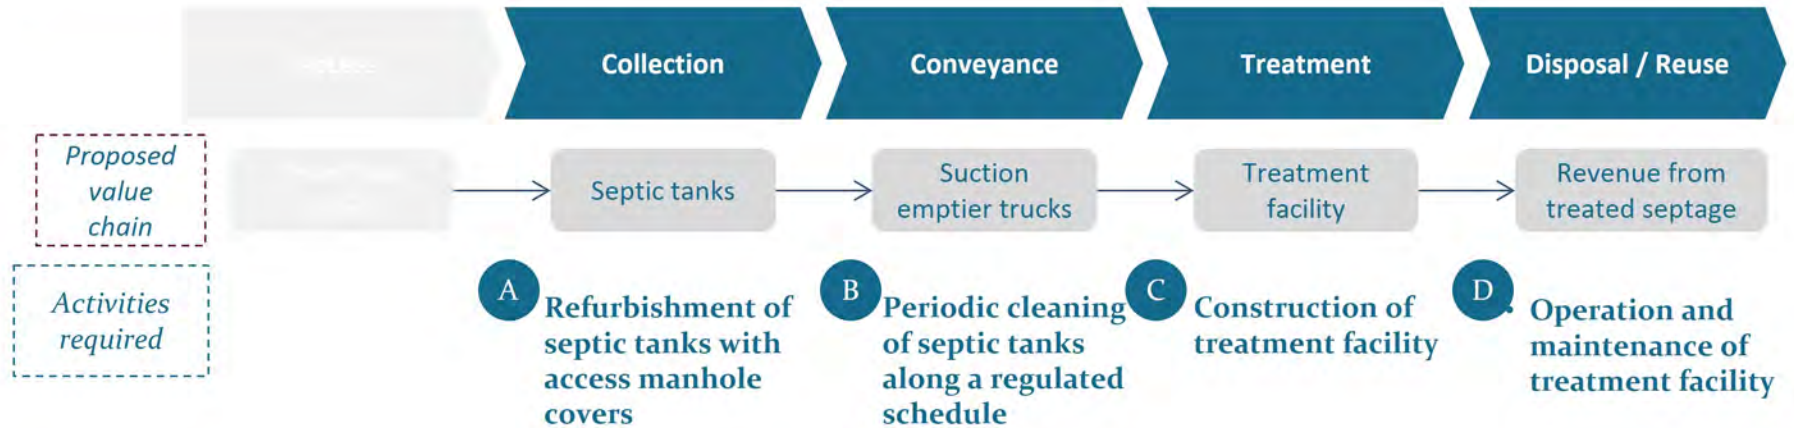 Collection
Conveyance
Treatment
Disposal / Reuse
Proposed
value
chain
Septic tanks
Suction
emptier trucks
Treatment
facility
Revenue from
treated septage
Activities
required
A
Refurbishment of
septic tanks with
access manhole
covers
B
Periodic cleaning
of septic tanks
along a regulated
schedule
C
Construction of
treatment facility
D
Operation and
maintenance of
treatment facility